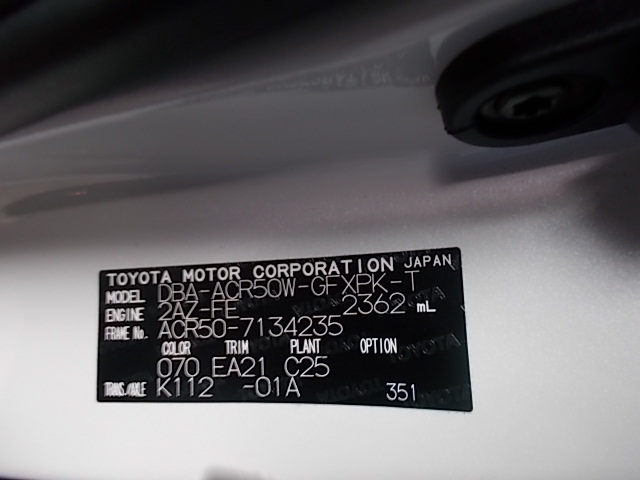 TOYOTA MOTOR CORPORATION JAPAN
MODEL DBA-ACR50W-GFXPK-T
ENGINE 2AZ-FE 2362 mL
FRAME No. ACR50-7134235
COLOR TRIM PLANT OPTION
070 EA21 C25
TRANS./AXLE K112 -01A 351